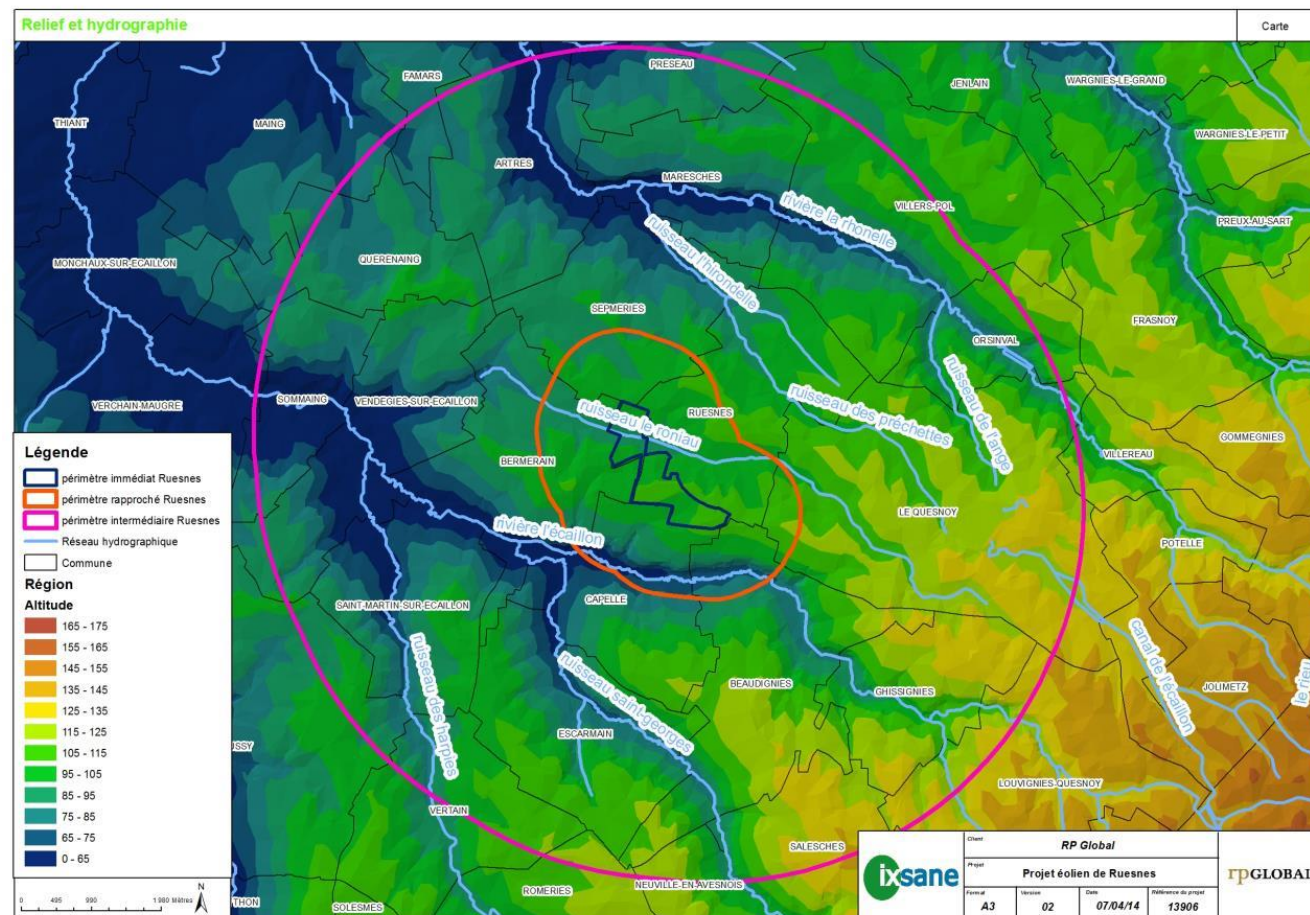 Relief et hydrographie
Carte
FAMARS
PRESEAU
JENLAIN
WARGNIES-LE-GRAND
THIANT
MAING
WARGNIES-LE-PETIT
ARTRES
MARESCHES
rivière la rhonelle
VILLERS-POL
PREUX-AU-SART
MONCHAUX-SUR-ECAILLON
QUERENAING
ruisseau l'hirondelle
SEPMERIES
FRASNOY
ORSINVAL
VERCHAIN-MAUGRE
SOMMAING
VENDEGIES-SUR-ECAILLON
ruisseau le roniau
RUESNES
ruisseau des préchettes
ruisseau de l'ange
GOMMEGNIES
BERMERAIN
VILLEREAU
LE QUESNOY
rivière l'écaillon
POTELLE
SAINT-MARTIN-SUR-ECAILLON
CAPELLE
ruisseau des harpies
ruisseau saint-georges
BEAUDIGNIES
GHISSIGNIES
canal de l'écaillon
JOLIMETZ
le rieu
USSY
ESCARMAIN
LOUVIGNIES-QUESNOY
VERTAIN
SALESCHES
ROMERIES
NEUVILLE-EN-AVESNOIS
THON
SOLESMES
Légende
périmètre immédiat Ruesnes
périmètre rapproché Ruesnes
périmètre intermédiaire Ruesnes
Réseau hydrographique
Commune
Région
Altitude
165 - 175
155 - 165
145 - 155
135 - 145
125 - 135
115 - 125
105 - 115
95 - 105
85 - 95
75 - 85
65 - 75
0 - 65
N
0 495 990 1 980 Mètres
ixsane
Client
RP Global
Projet
Projet éolien de Ruesnes
Format
A3
Version
02
Date
07/04/14
Référence du projet
13906
rpGLOBAL